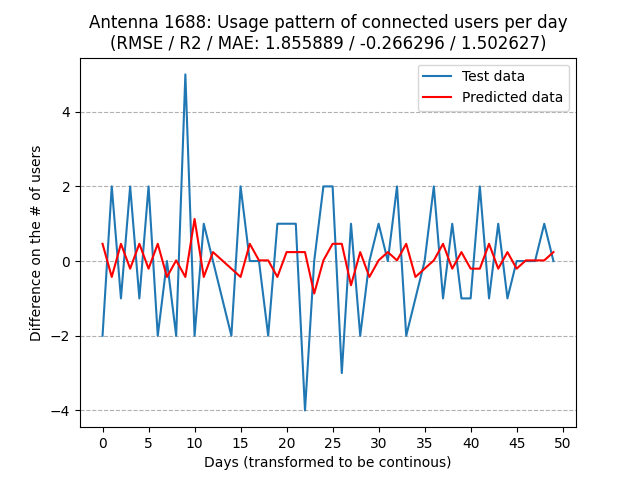 Antenna 1688: Usage pattern of connected users per day
(RMSE / R2 / MAE: 1.855889 / -0.266296 / 1.502627)
Test data
Predicted data
4
2
0
−2
−4
Difference on the # of users
0 5 10 15 20 25 30 35 40 45 50
Days (transformed to be continous)